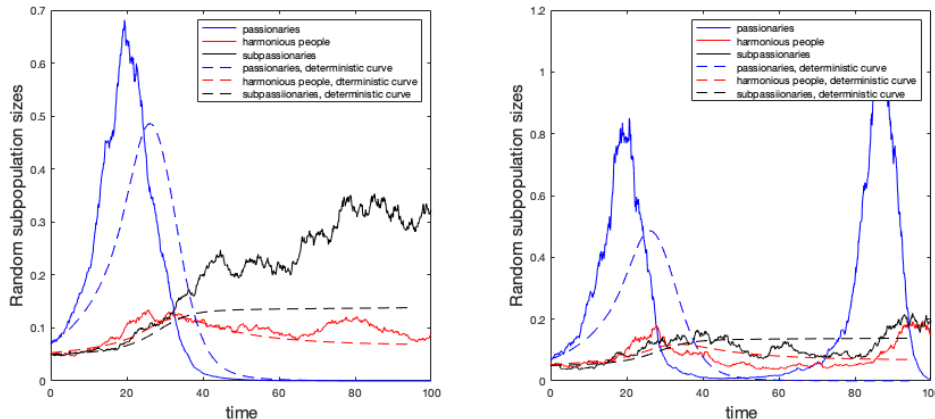 0.7
0.6
0.5
0.4
0.3
0.2
0.1
0
0
20
40
60
80
100
time
Random subpopulation sizes
passionaries
harmonious people
subpassionaries
passionaries, deterministic curve
harmonious people, dterministic curve
subpassiionaries, deterministic curve
1.2
1
0.8
0.6
0.4
0.2
0
0
20
40
60
80
100
time
Random subpopulation sizes
passionaries
harmonious people
subpassionaries
passionaries, deterministic curve
harmonious people, deterministic curve
subpassionaries, deterministic curve